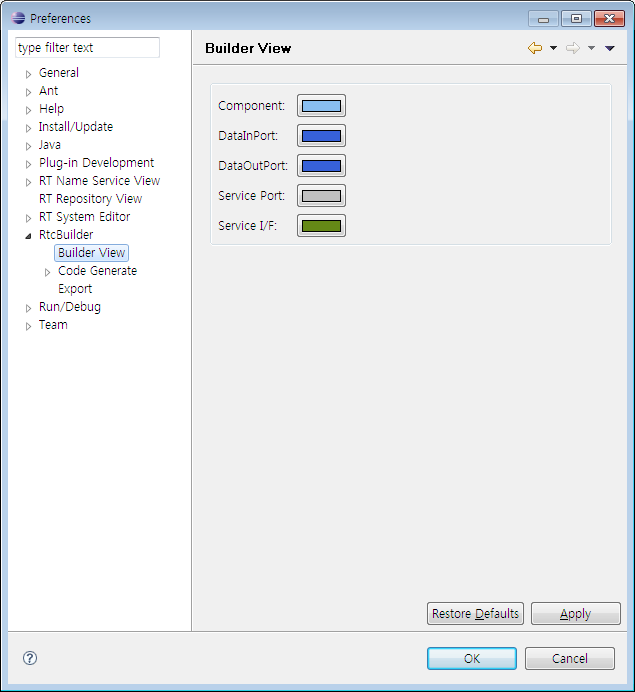 Preferences
type filter text
General
Ant
Help
Install/Update
Java
Plug-in Development
RT Name Service View
RT Repository View
RT System Editor
RtcBuilder
Builder View
Code Generate
Export
Run/Debug
Team
Builder View
Component:
DataInPort:
DataOutPort:
Service Port:
Service I/F:
Restore Defaults
Apply
?
OK
Cancel